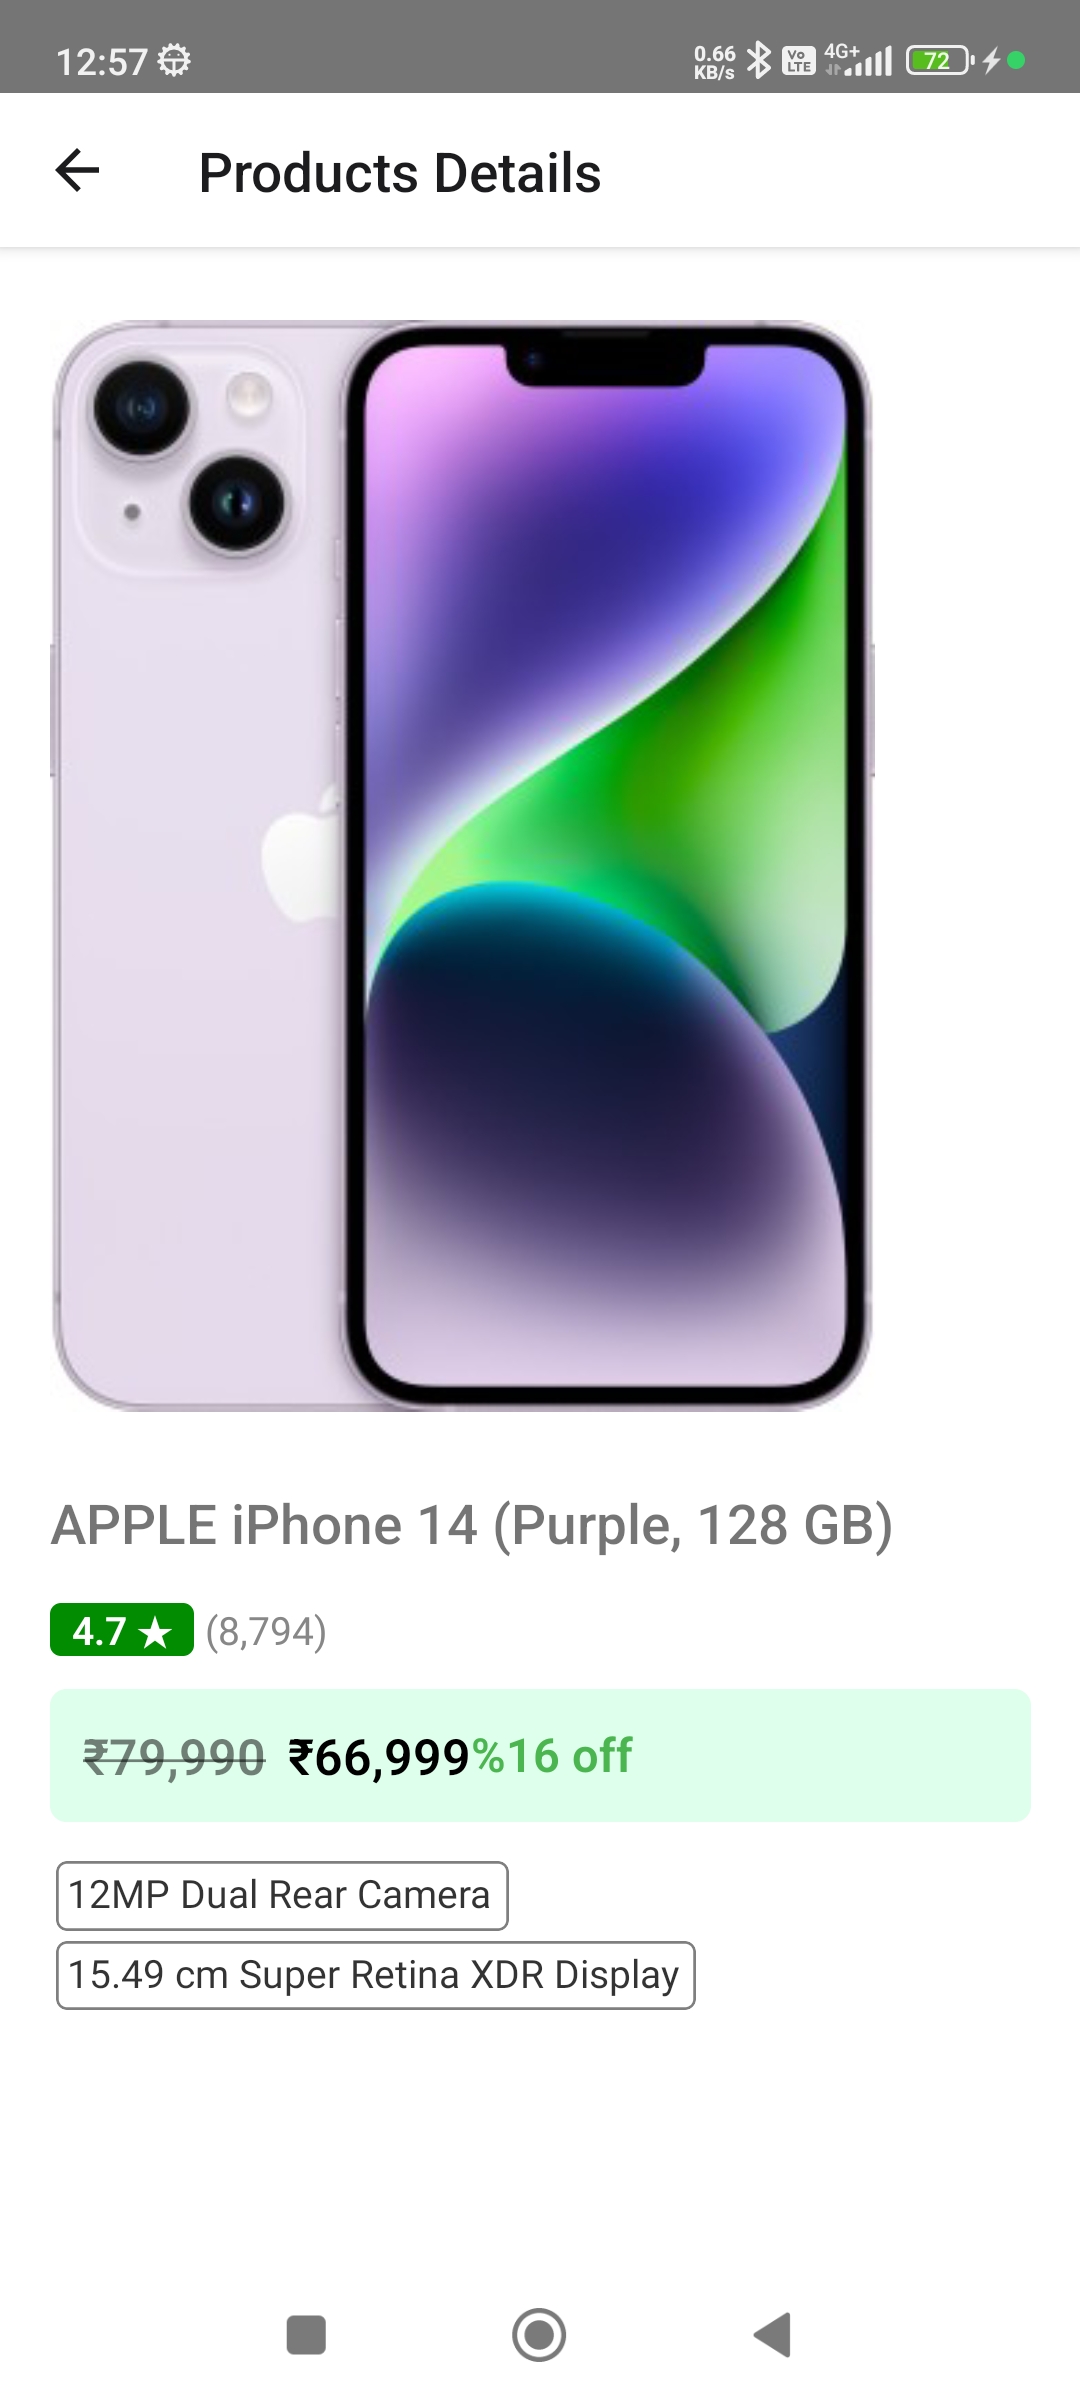 12:57
0.66 KB/s Vo LTE 4G+ 72
Products Details
APPLE iPhone 14 (Purple, 128 GB)
4.7 ★ (8,794)
₹79,990 ₹66,999%16 off
12MP Dual Rear Camera
15.49 cm Super Retina XDR Display